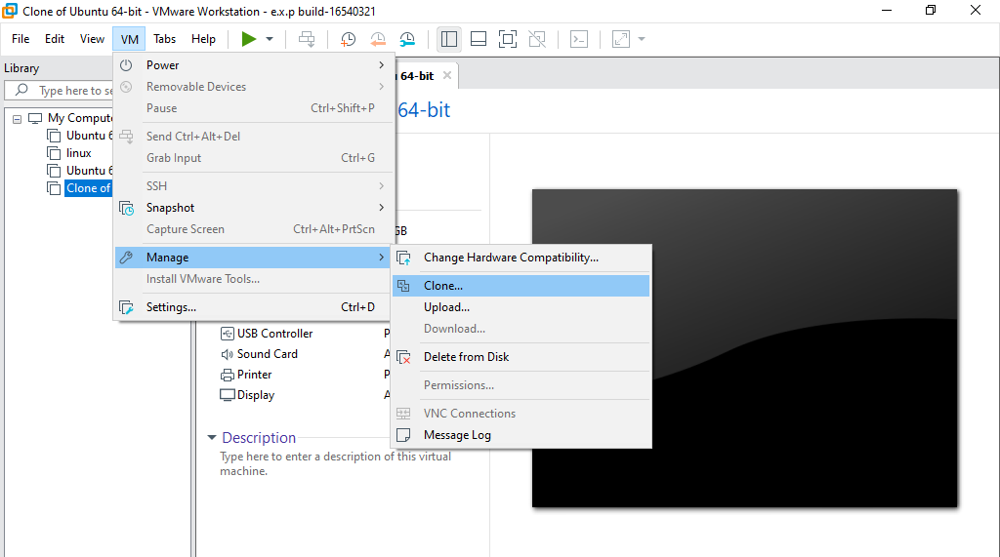 Clone of Ubuntu 64-bit - VMware Workstation - e.x.p build-16540321
File Edit View VM Tabs Help
Library
Type here to se
My Compute
Ubuntu 6
linux
Ubuntu 6
Clone of
64-bit
64-bit
Power
Removable Devices
Pause Ctrl+Shift+P
Send Ctrl+Alt+Del
Grab Input Ctrl+G
SSH
Snapshot
Capture Screen Ctrl+Alt+PrtScn
Manage
Install VMware Tools...
Settings... Ctrl+D
GB
Change Hardware Compatibility...
Clone...
Upload...
Download...
Delete from Disk
Permissions...
VNC Connections
Message Log
USB Controller P
Sound Card A
Printer P
Display A
Description
Type here to enter a description of this virtual
machine.